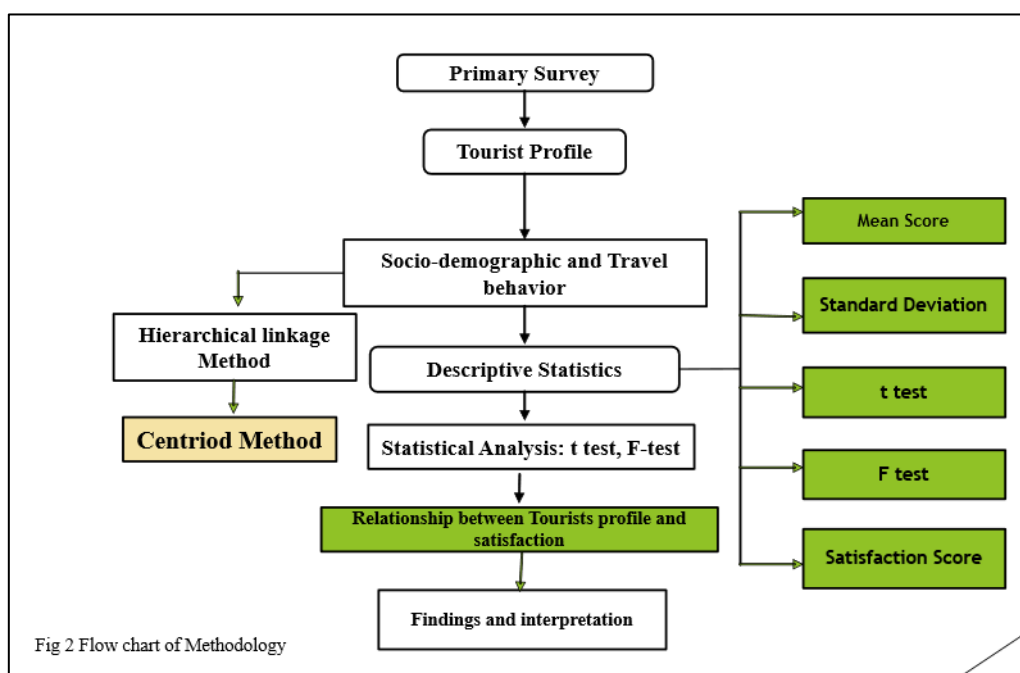 Primary Survey
Tourist Profile
Socio-demographic and Travel
behavior
Hierarchical linkage
Method
Centriod Method
Descriptive Statistics
Statistical Analysis: t test, F-test
Relationship between Tourists profile and
satisfaction
Findings and interpretation
Mean Score
Standard Deviation
t test
F test
Satisfaction Score
Fig 2 Flow chart of Methodology